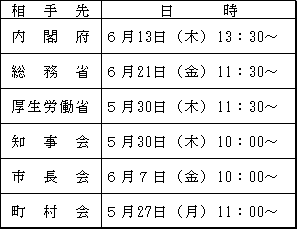 相手先 日時
内閣府 6月13日（木）13：30～
総務省 6月21日（金）11：30～
厚生労働省 5月30日（木）11：30～
知事会 5月30日（木）10：00～
市長会 6月7日（金）10：00～
町村会 5月27日（月）11：00～